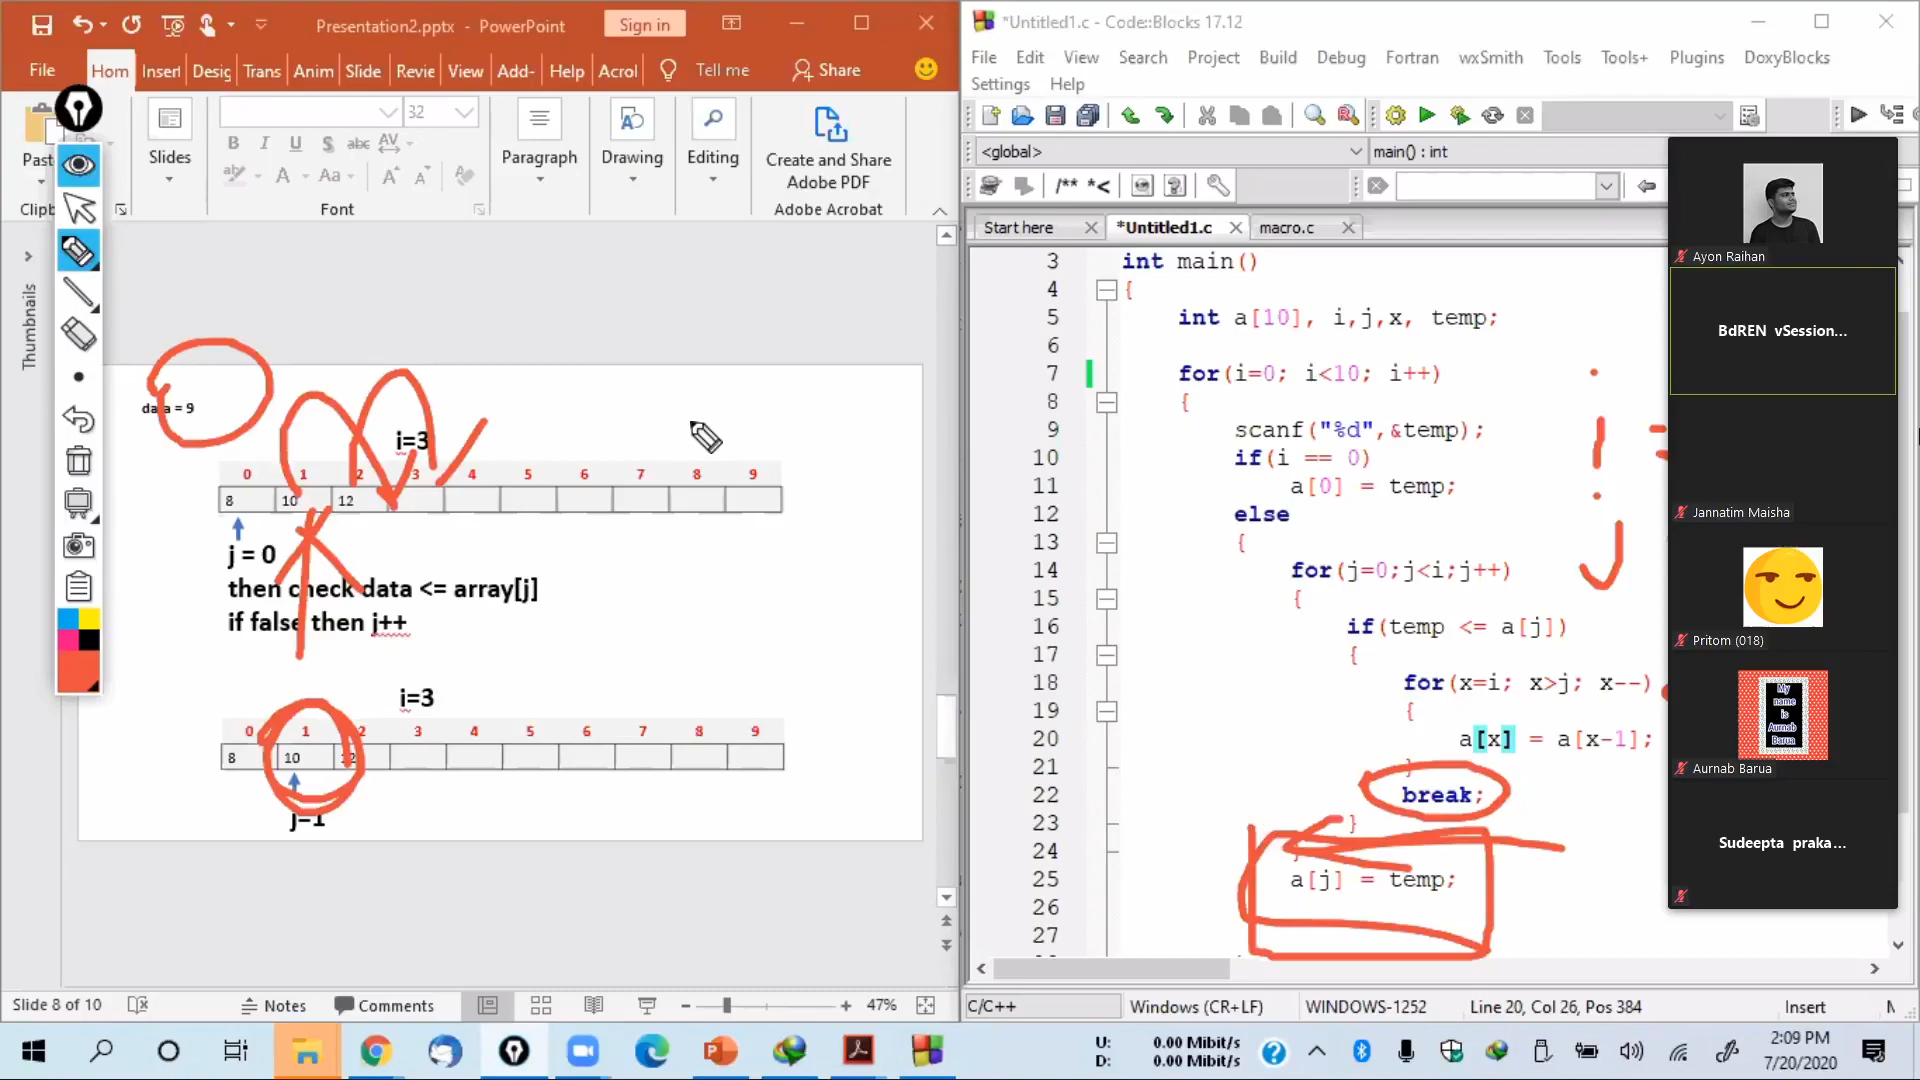 Presentation2.pptx - PowerPoint
Sign in
File Hom Insert Desig Trans Anim Slide Revie View Add- Help Acrol Tell me Share
32
Slides
Paragraph
Drawing
Editing
Create and Share
Adobe PDF
Font
Adobe Acrobat
Thumbnails
i=3
0 1 2 3 4 5 6 7 8 9
8 10 12
j = 0
then check data <= array[j]
if false then j++
i=3
0 1 2 3 4 5 6 7 8 9
8 10 12
j=1
Slide 8 of 10
Notes
Comments
47%
*Untitled1.c - Code::Blocks 17.12
File Edit View Search Project Build Debug Fortran wxSmith Tools Tools+ Plugins DoxyBlocks
Settings Help
<global>
main() : int
/** *<
Start here
*Untitled1.c
macro.c
3 int main()
4 {
5 int a[10], i,j,x, temp;
6
7 for(i=0; i<10; i++)
8 {
9 scanf("%d",&temp);
10 if(i == 0)
11 a[0] = temp;
12 else
13 {
14 for(j=0;j<i;j++)
15 {
16 if(temp <= a[j])
17 {
18 for(x=i; x>j; x--)
19 {
20 a[x] = a[x-1];
21 }
22 break;
23 }
24 }
25 a[j] = temp;
26
27
C/C++
Windows (CR+LF)
WINDOWS-1252
Line 20, Col 26, Pos 384
Insert
Ayon Raihan
BdREN vSession...
Jannatim Maisha
Pritom (018)
My
name
is
Aurnab
Barua
Aurnab Barua
Sudeepta praka...
U: 0.00 Mibit/s
D: 0.00 Mibit/s
2:09 PM
7/20/2020